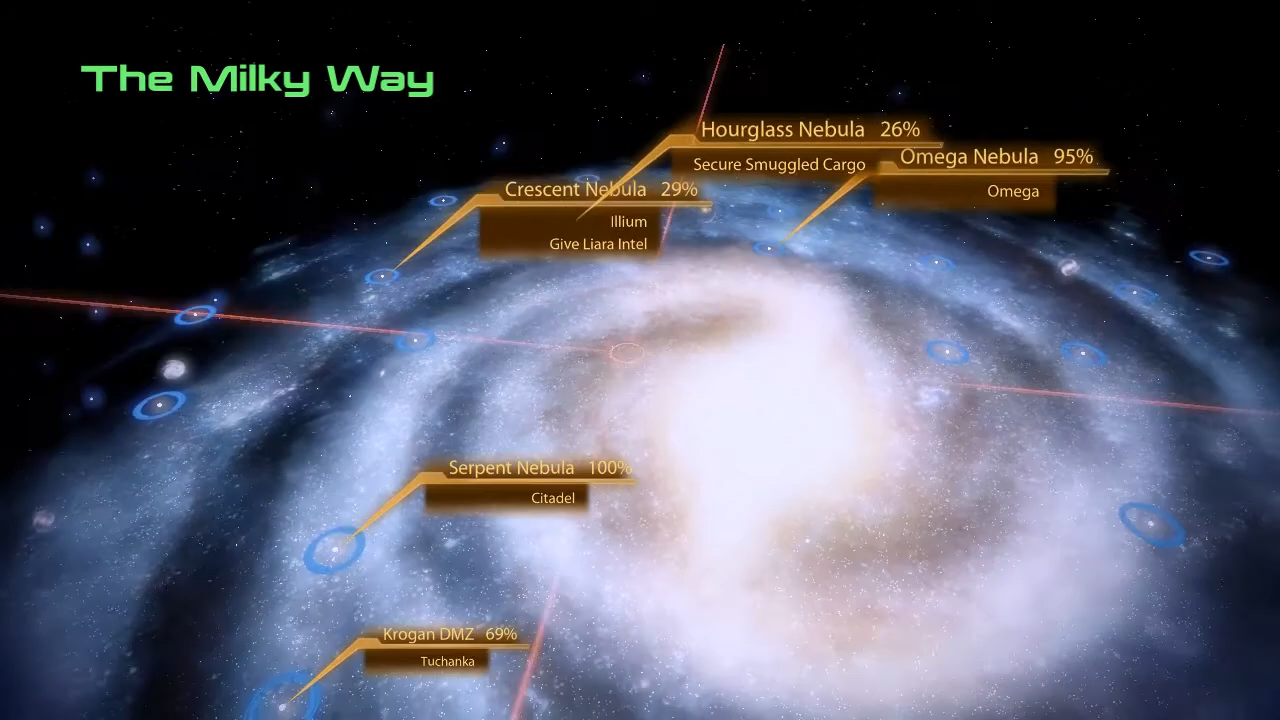 The Milky Way
Hourglass Nebula 26%
Secure Smuggled Cargo
Omega Nebula 95%
Omega
Crescent Nebula 29%
Illium
Give Liara Intel
Serpent Nebula 100%
Citadel
Krogan DMZ 69%
Tuchanka